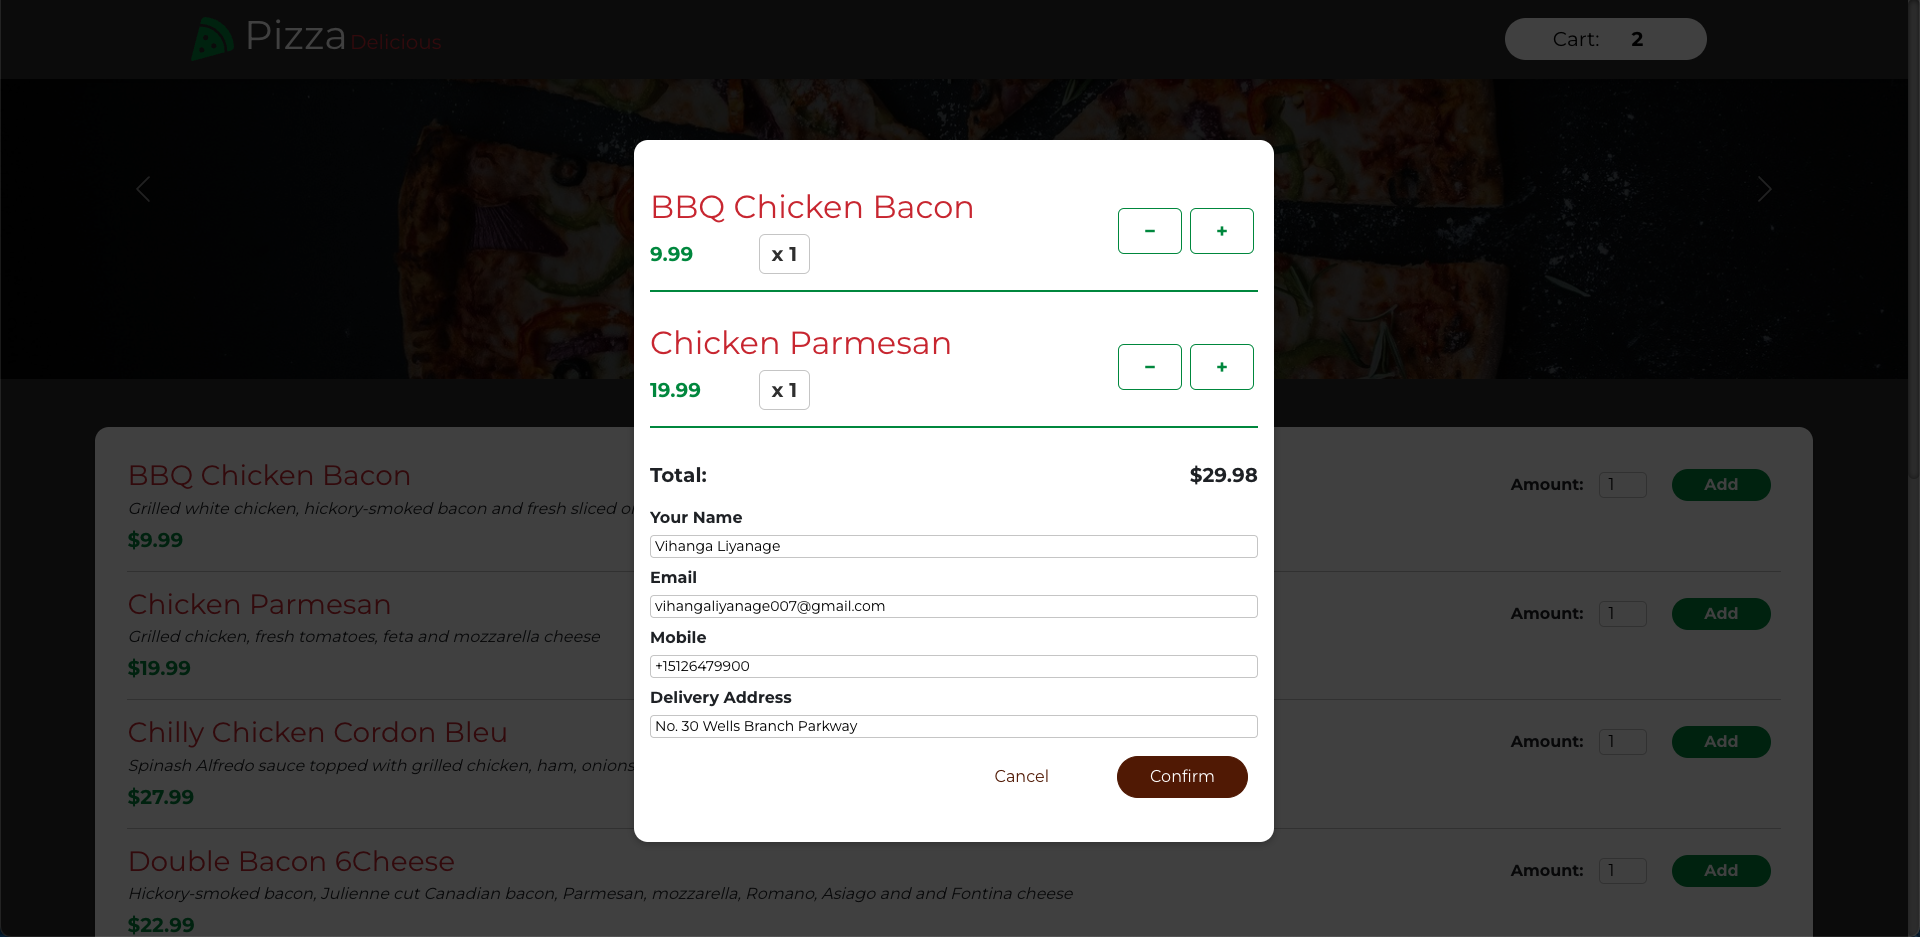 Pizza Delicious
Cart: 2
BBQ Chicken Bacon
9.99 x 1
- +
Chicken Parmesan
19.99 x 1
- +
Total: $29.98
Your Name
Vihanga Liyanage
Email
vihangaliyanage007@gmail.com
Mobile
+15126479900
Delivery Address
No. 30 Wells Branch Parkway
Cancel Confirm
BBQ Chicken Bacon
Grilled white chicken, hickory-smoked bacon and fresh sliced
$9.99
Amount: 1 Add
Chicken Parmesan
Grilled chicken, fresh tomatoes, feta and mozzarella cheese
$19.99
Amount: 1 Add
Chilly Chicken Cordon Bleu
Spinash Alfredo sauce topped with grilled chicken, ham, onions
$27.99
Amount: 1 Add
Double Bacon 6Cheese
Hickory-smoked bacon, Julienne cut Canadian bacon, Parmesan, mozzarella, Romano, Asiago and and Fontina cheese
$22.99
Amount: 1 Add